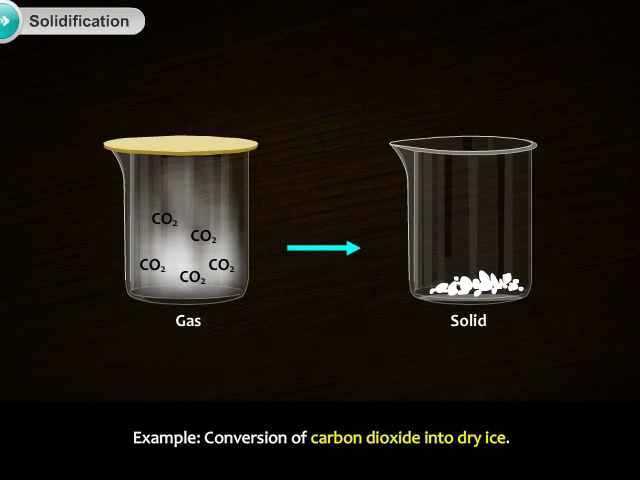 Solidification
CO₂
CO₂
CO₂
CO₂
CO₂
Gas
Solid
Example: Conversion of carbon dioxide into dry ice.